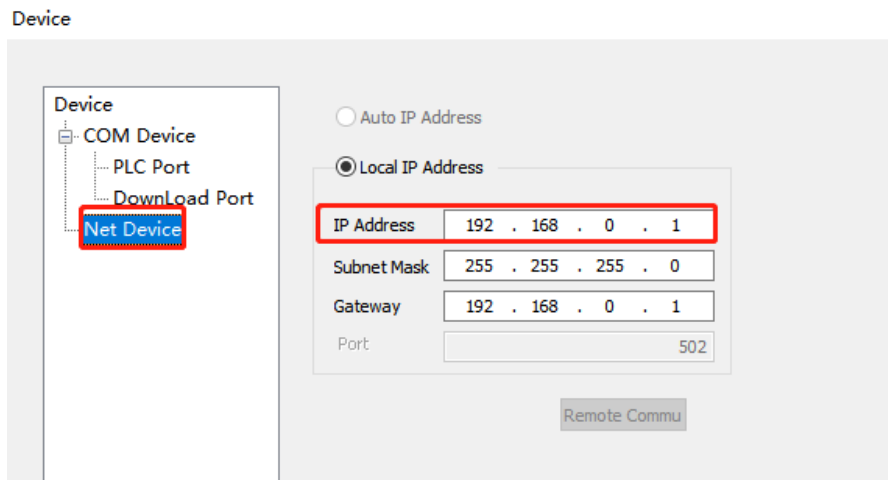 Device
Device
COM Device
PLC Port
DownLoad Port
Net Device
Auto IP Address
Local IP Address
IP Address 192 . 168 . 0 . 1
Subnet Mask 255 . 255 . 255 . 0
Gateway 192 . 168 . 0 . 1
Port 502
Remote Commu